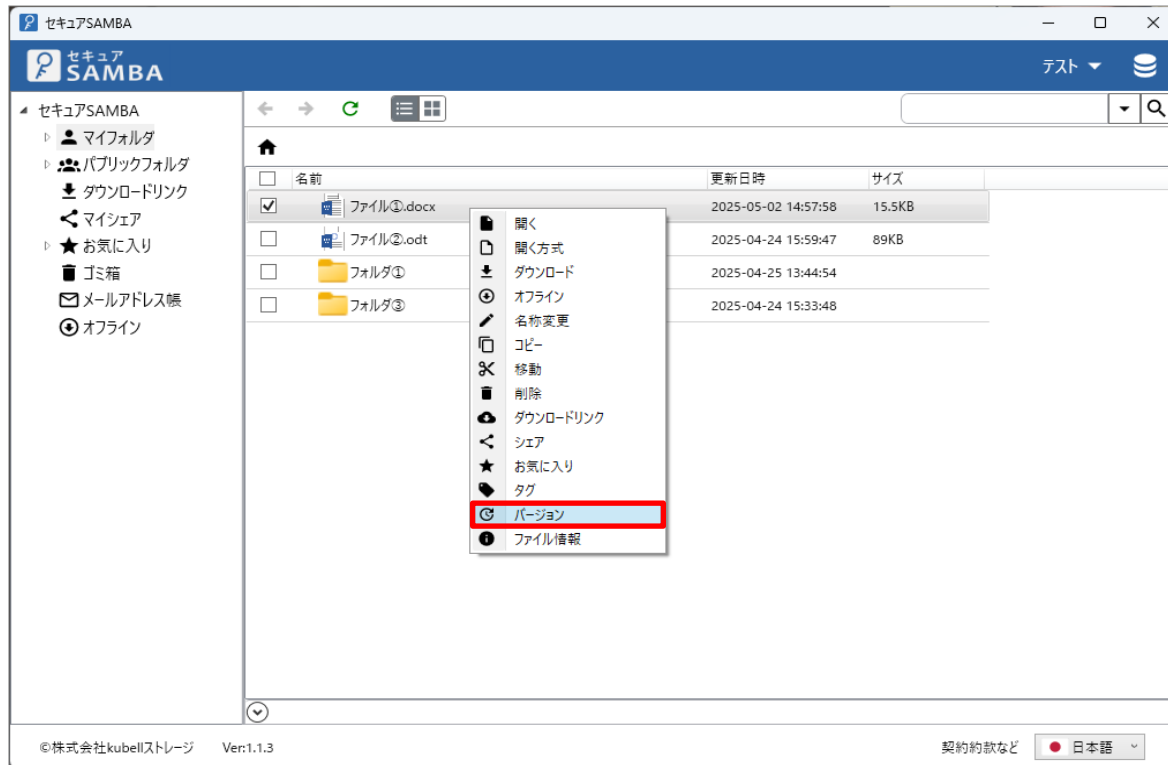 セキュアSAMBA
セキュア
SAMBA
テスト
セキュアSAMBA
マイフォルダ
パブリックフォルダ
ダウンロードリンク
マイシェア
お気に入り
ゴミ箱
メールアドレス帳
オフライン
名前 更新日時 サイズ
ファイル①.docx 2025-05-02 14:57:58 15.5KB
ファイル②.odt 2025-04-24 15:59:47 89KB
フォルダ① 2025-04-25 13:44:54
フォルダ③ 2025-04-24 15:33:48
開く
開く方式
ダウンロード
オフライン
名称変更
コピー
移動
削除
ダウンロードリンク
シェア
お気に入り
タグ
バージョン
ファイル情報
©株式会社kubellストレージ Ver:1.1.3 契約約款など 日本語